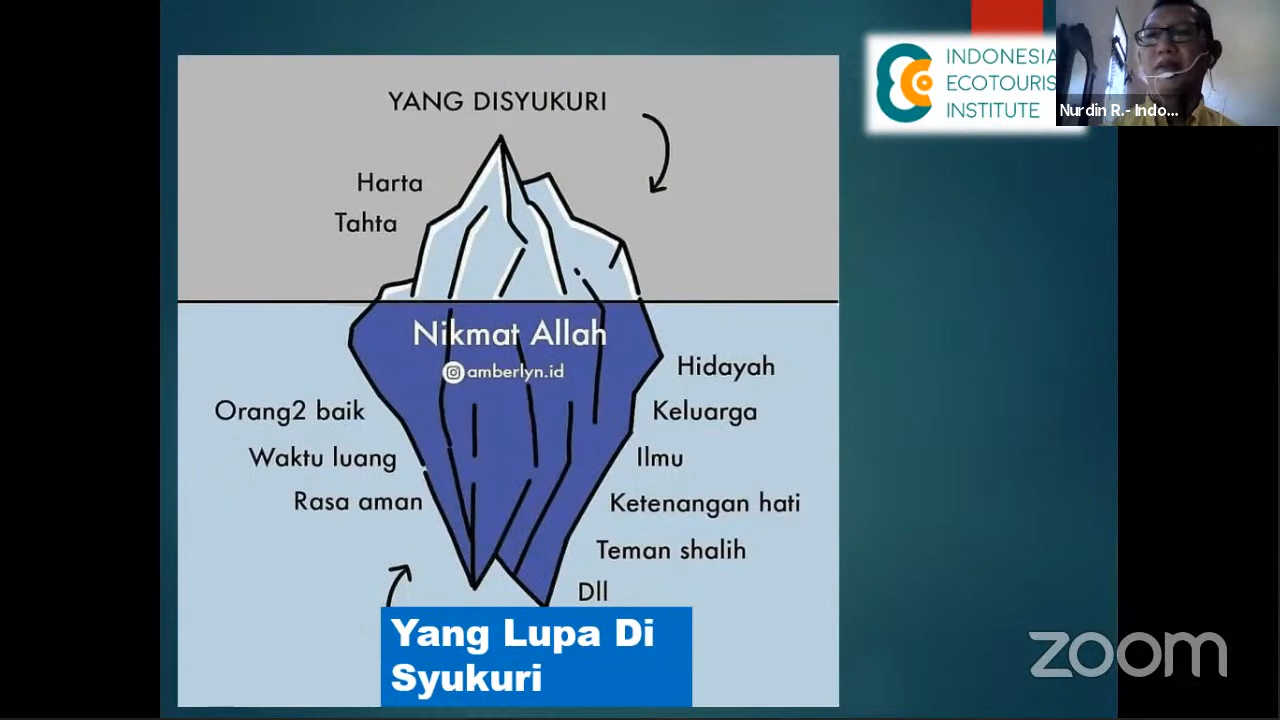 YANG DISYUKURI
Harta
Tahta
Nikmat Allah
amberlyn.id
Hidayah
Orang2 baik
Keluarga
Waktu luang
Ilmu
Rasa aman
Ketenangan hati
Teman shalih
Dll
Yang Lupa Di
Syukuri
INDONESIA
ECOTOURIS
INSTITUTE
Nurdin R.- Indo...
zoom